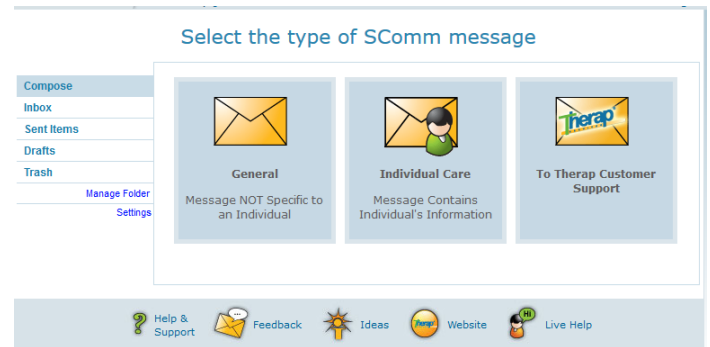 Select the type of SComm message
Compose
Inbox
Sent Items
Drafts
Trash
Manage Folder
Settings
General
Message NOT Specific to
an Individual
Individual Care
Message Contains
Individual's Information
Therap
To Therap Customer
Support
Help &
Support
Feedback
Ideas
Therap
Website
Hi
Live Help